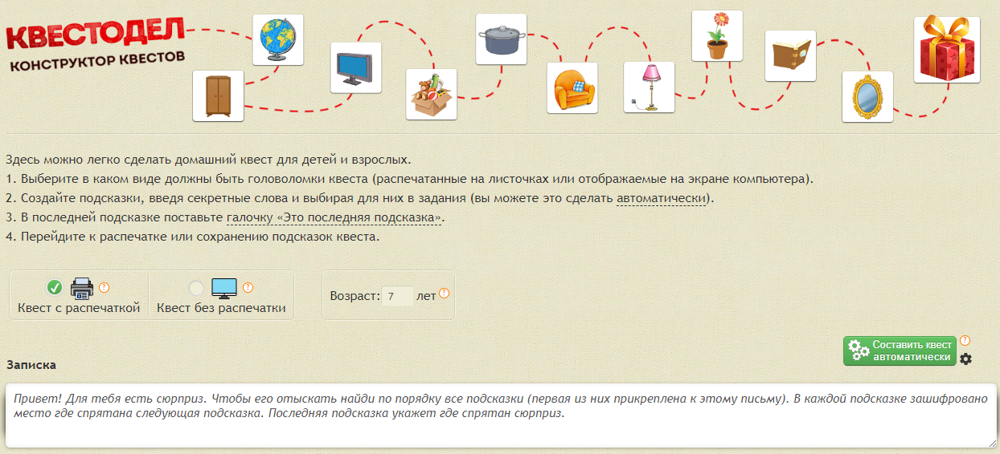 КВЕСТОДЕЛ
КОНСТРУКТОР КВЕСТОВ
Здесь можно легко сделать домашний квест для детей и взрослых.
1. Выберите в каком виде должны быть головоломки квеста (распечатанные на листочках или отображаемые на экране компьютера).
2. Создайте подсказки, введя секретные слова и выбирая для них в задания (вы можете это сделать автоматически).
3. В последней подсказке поставьте галочку «Это последняя подсказка».
4. Перейдите к распечатке или сохранению подсказок квеста.
?
Квест с распечаткой
?
Квест без распечатки
Возраст: 7 лет ?
Составить квест
автоматически
?
Записка
Привет! Для тебя есть сюрприз. Чтобы его отыскать найди по порядку все подсказки (первая из них прикреплена к этому письму). В каждой подсказке зашифровано
место где спрятана следующая подсказка. Последняя подсказка укажет где спрятан сюрприз.